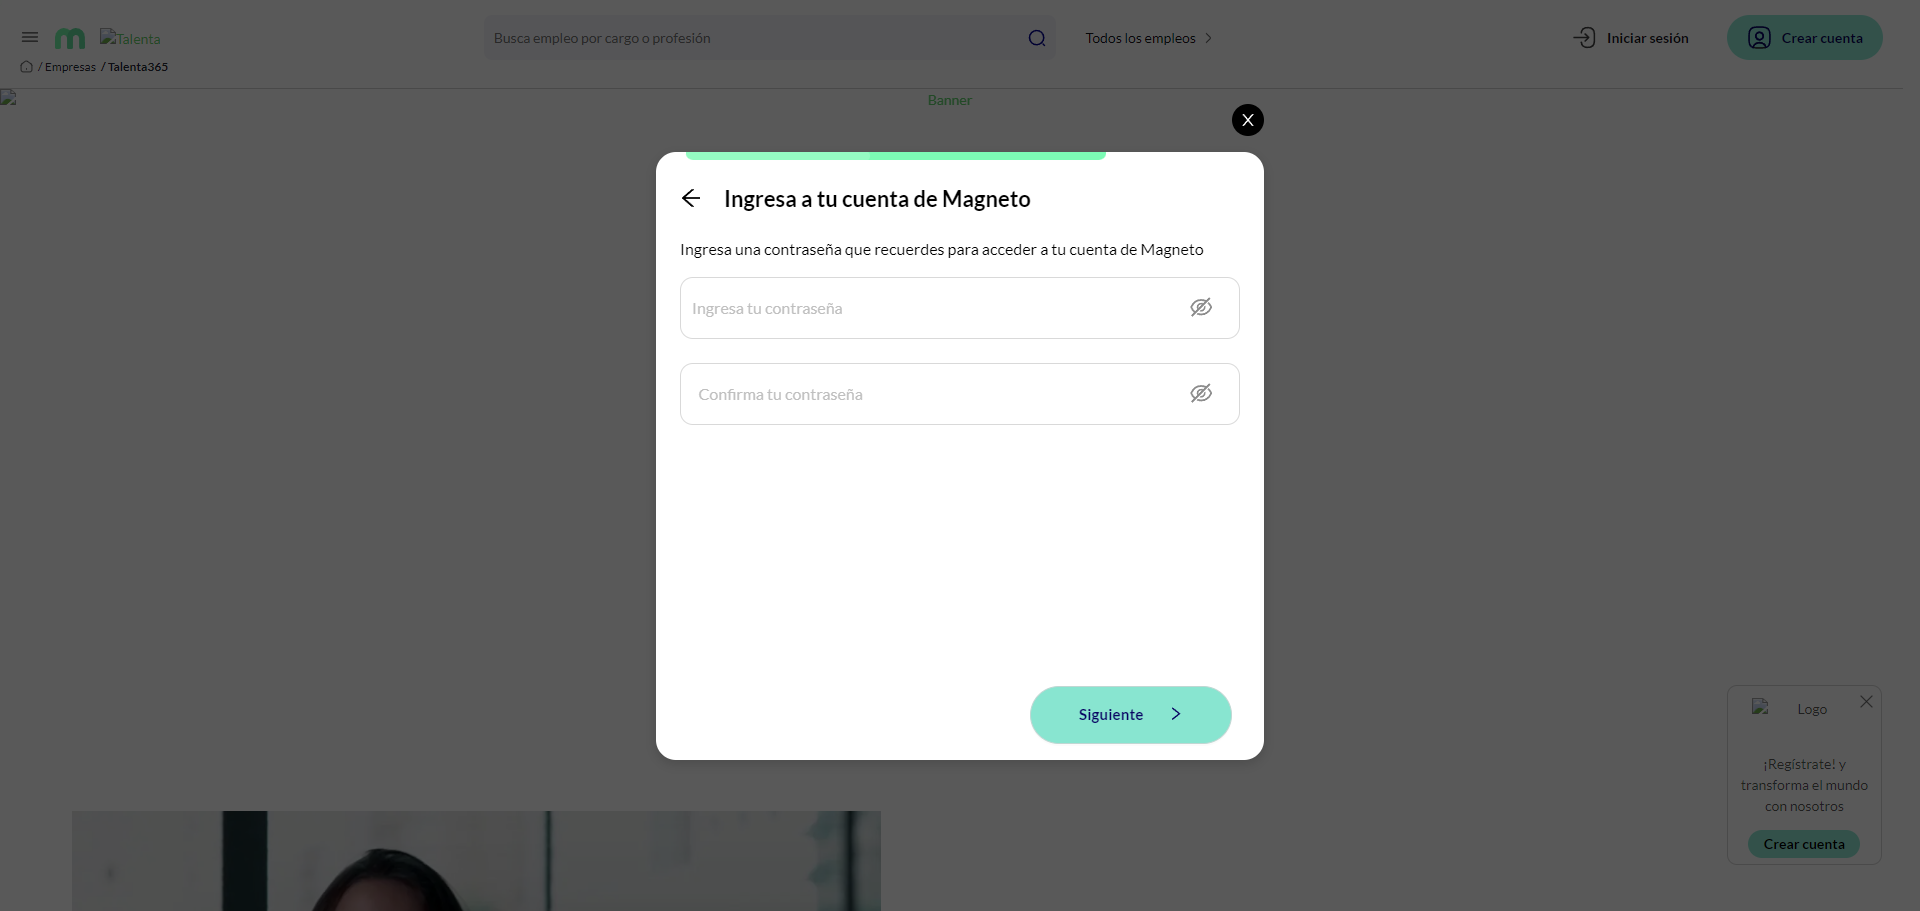 Talenta
Busca empleo por cargo o profesión
Todos los empleos
Iniciar sesión
Crear cuenta
/ Empresas / Talenta365
Banner
X
Ingresa a tu cuenta de Magneto
Ingresa una contraseña que recuerdes para acceder a tu cuenta de Magneto
Ingresa tu contraseña
Confirma tu contraseña
Siguiente
Logo
¡Regístrate! y
transforma el mundo
con nosotros
Crear cuenta